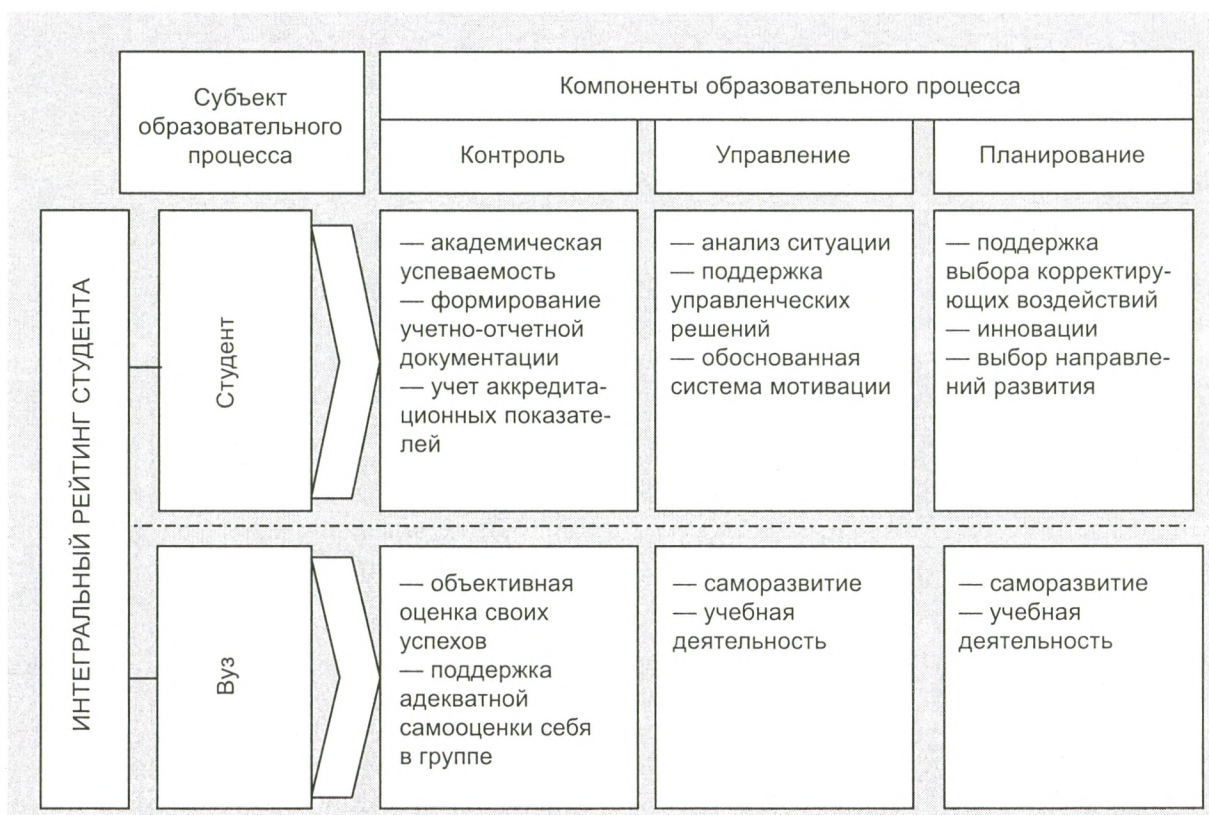 Субъект
образовательного
процесса
Компоненты образовательного процесса
Контроль
Управление
Планирование
ИНТЕГРАЛЬНЫЙ РЕЙТИНГ СТУДЕНТА
Студент
— академическая
успеваемость
— формирование
учетно-отчетной
документации
— учет аккредита-
ционных показате-
лей
— анализ ситуации
— поддержка
управленческих
решений
— обоснованная
система мотивации
— поддержка
выбора корректиру-
ющих воздействий
— инновации
— выбор направле-
ний развития
Вуз
— объективная
оценка своих
успехов
— поддержка
адекватной
самооценки себя
в группе
— саморазвитие
— учебная
деятельность
— саморазвитие
— учебная
деятельность